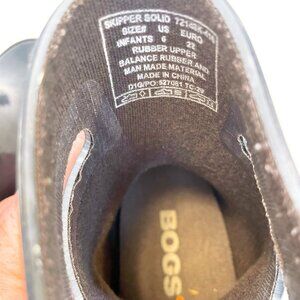 SKIPPER SOLID
SIZE# US EURO
INFANTS 6 22
RUBBER UPPER
BALANCE RUBBER AND
MAN MADE MATERIAL
MADE IN CHINA
BOGS